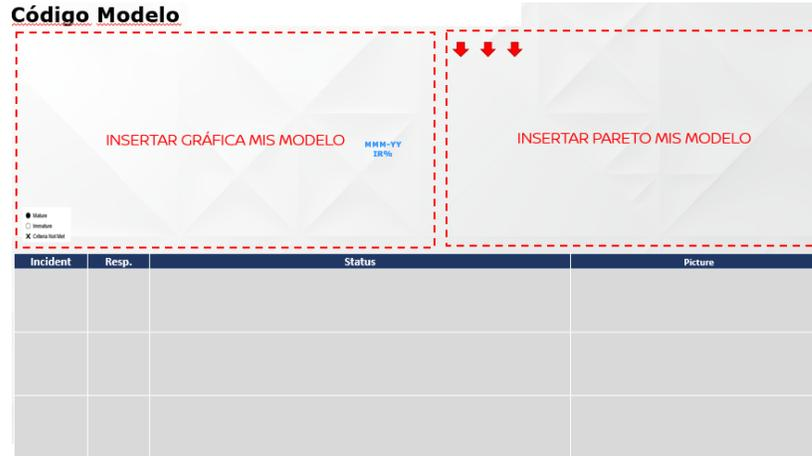 Código Modelo
INSERTAR GRÁFICA MIS MODELO
MMM-YY
IR%
Mature
Immature
Criteria Not Met
INSERTAR PARETO MIS MODELO
Incident Resp. Status Picture